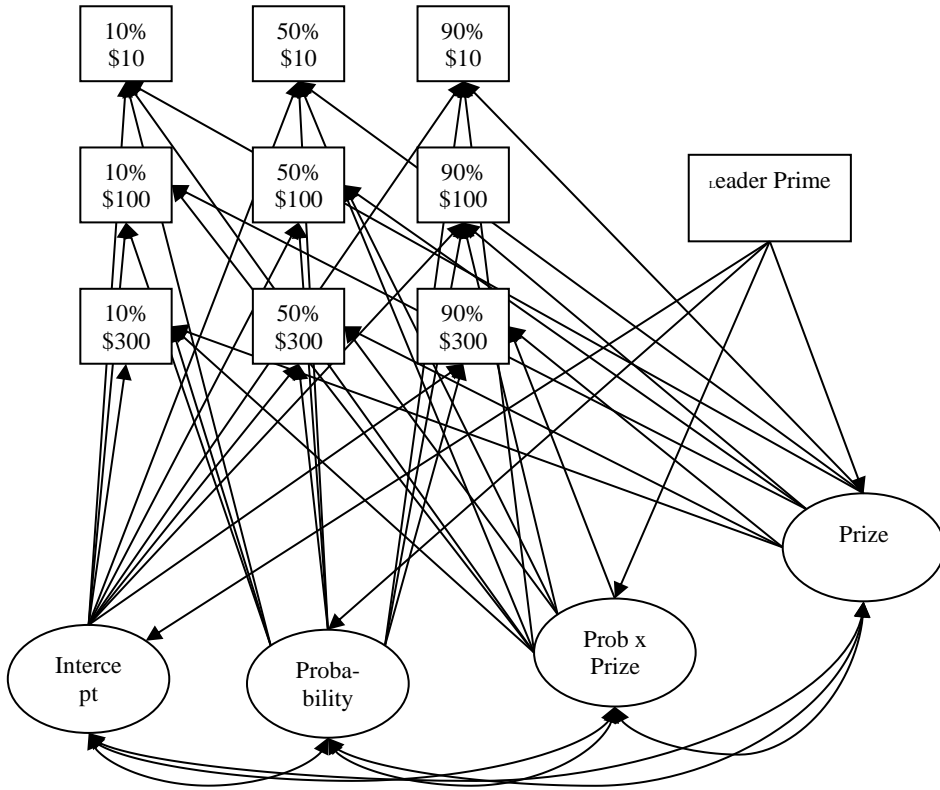 10%
$10
50%
$10
90%
$10
10%
$100
50%
$100
90%
$100
Leader Prime
10%
$300
50%
$300
90%
$300
Prize
Interce
pt
Proba-
bility
Prob x
Prize